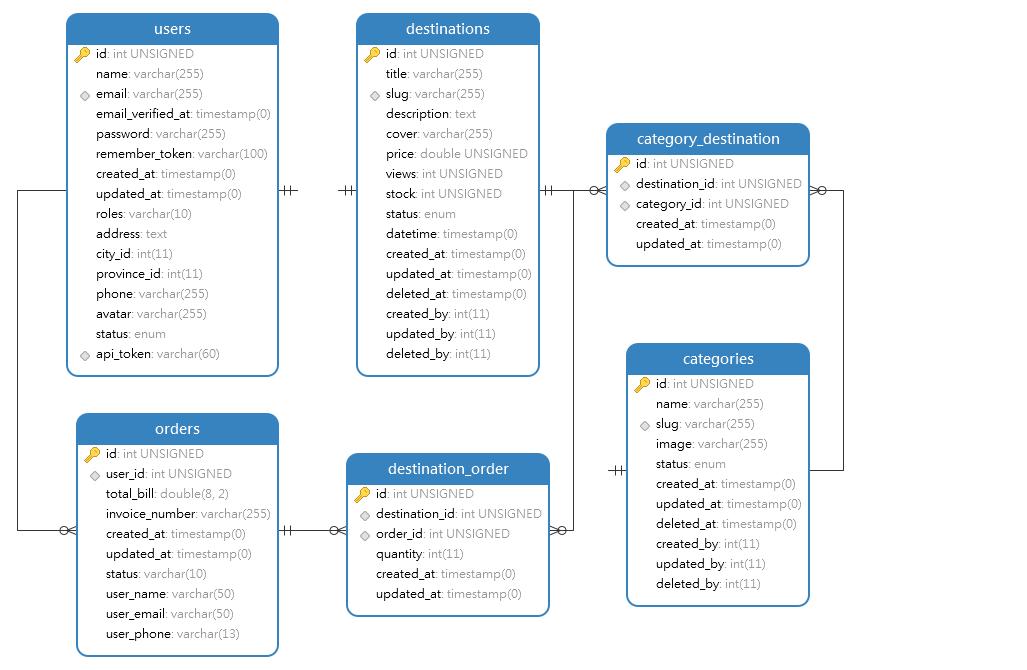 users
id: int UNSIGNED
name: varchar(255)
email: varchar(255)
email_verified_at: timestamp(0)
password: varchar(255)
remember_token: varchar(100)
created_at: timestamp(0)
updated_at: timestamp(0)
roles: varchar(10)
address: text
city_id: int(11)
province_id: int(11)
phone: varchar(255)
avatar: varchar(255)
status: enum
api_token: varchar(60)
destinations
id: int UNSIGNED
title: varchar(255)
slug: varchar(255)
description: text
cover: varchar(255)
price: double UNSIGNED
views: int UNSIGNED
stock: int UNSIGNED
status: enum
datetime: timestamp(0)
created_at: timestamp(0)
updated_at: timestamp(0)
deleted_at: timestamp(0)
created_by: int(11)
updated_by: int(11)
deleted_by: int(11)
category_destination
id: int UNSIGNED
destination_id: int UNSIGNED
category_id: int UNSIGNED
created_at: timestamp(0)
updated_at: timestamp(0)
categories
id: int UNSIGNED
name: varchar(255)
slug: varchar(255)
image: varchar(255)
status: enum
created_at: timestamp(0)
updated_at: timestamp(0)
deleted_at: timestamp(0)
created_by: int(11)
updated_by: int(11)
deleted_by: int(11)
orders
id: int UNSIGNED
user_id: int UNSIGNED
total_bill: double(8, 2)
invoice_number: varchar(255)
created_at: timestamp(0)
updated_at: timestamp(0)
status: varchar(10)
user_name: varchar(50)
user_email: varchar(50)
user_phone: varchar(13)
destination_order
id: int UNSIGNED
destination_id: int UNSIGNED
order_id: int UNSIGNED
quantity: int(11)
created_at: timestamp(0)
updated_at: timestamp(0)